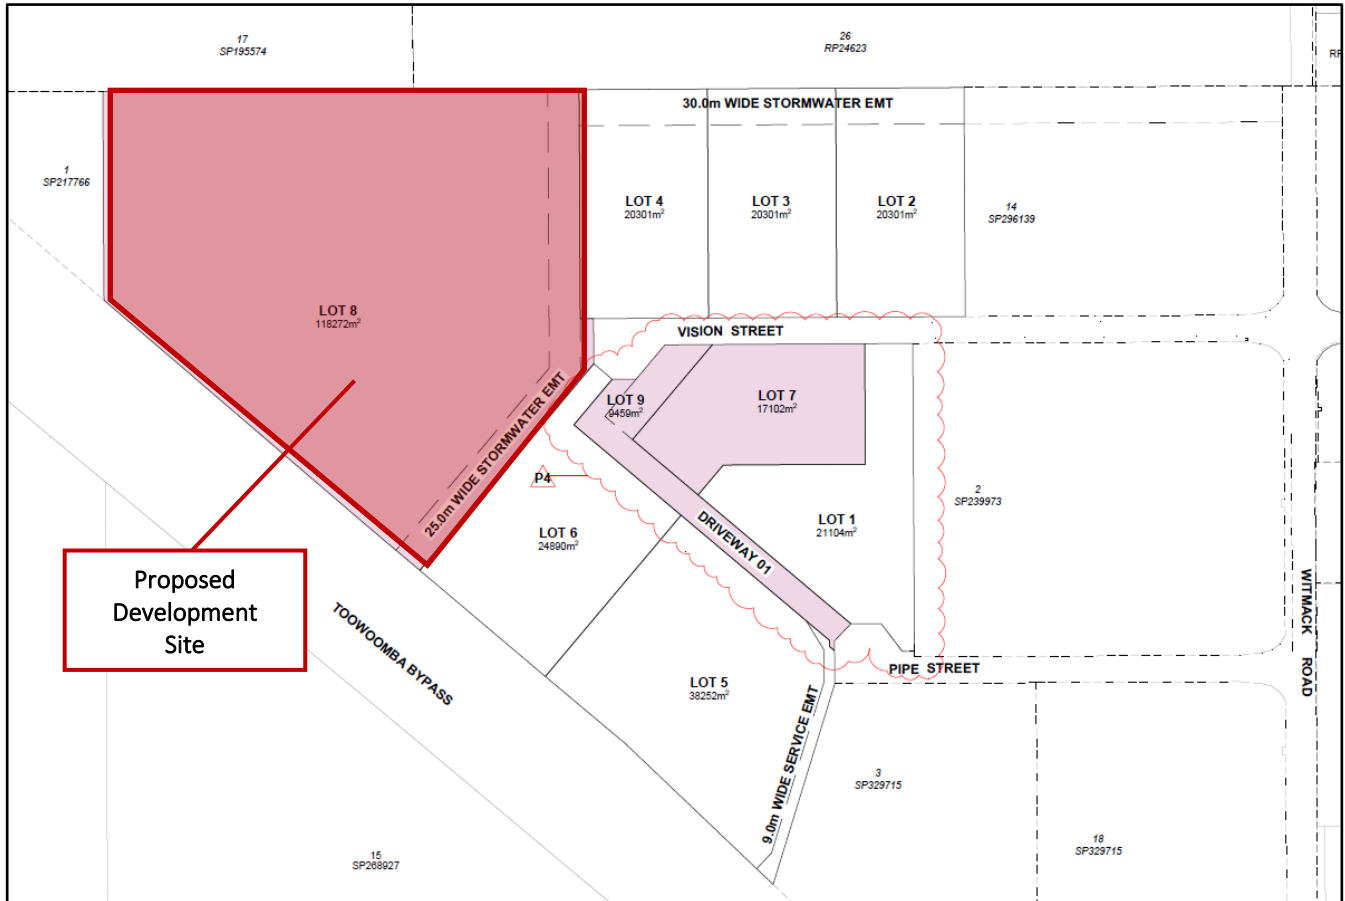 17
SP195574
26
RP24623
30.0m WIDE STORMWATER EMT
1
SP217766
LOT 4
20301m²
LOT 3
20301m²
LOT 2
20301m²
14
SP296139
LOT 8
118272m²
VISION STREET
LOT 9
9459m²
LOT 7
17102m²
25.0m WIDE STORMWATER EMT
P4
2
SP239973
LOT 6
24890m²
DRIVEWAY 01
LOT 1
21104m²
Proposed
Development
Site
TOOWOOMBA BYPASS
WITMACK ROAD
PIPE STREET
LOT 5
38252m²
9.0m WIDE SERVICE EMT
3
SP329715
18
SP329715
15
SP268927